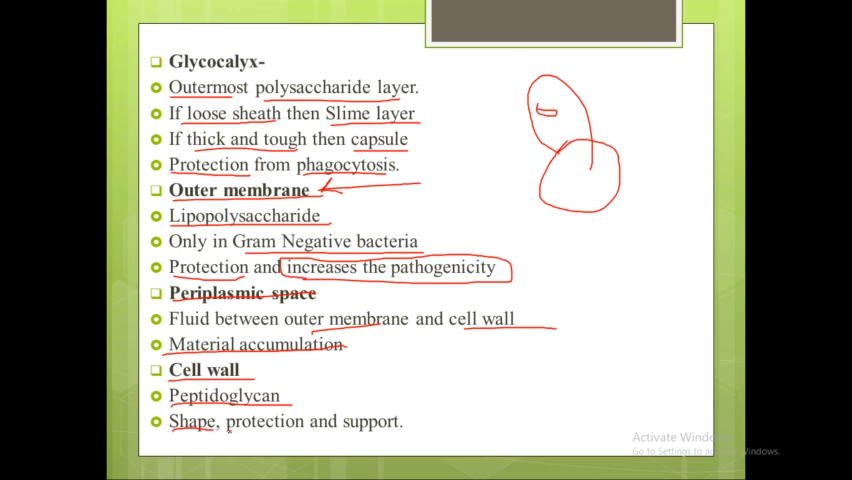 Glycocalyx-
Outermost polysaccharide layer.
If loose sheath then Slime layer
If thick and tough then capsule
Protection from phagocytosis.
Outer membrane
Lipopolysaccharide
Only in Gram Negative bacteria
Protection and increases the pathogenicity
Periplasmic space
Fluid between outer membrane and cell wall
Material accumulation
Cell wall
Peptidoglycan
Shape, protection and support.
Activate Windows
Go to Settings to activate Windows.